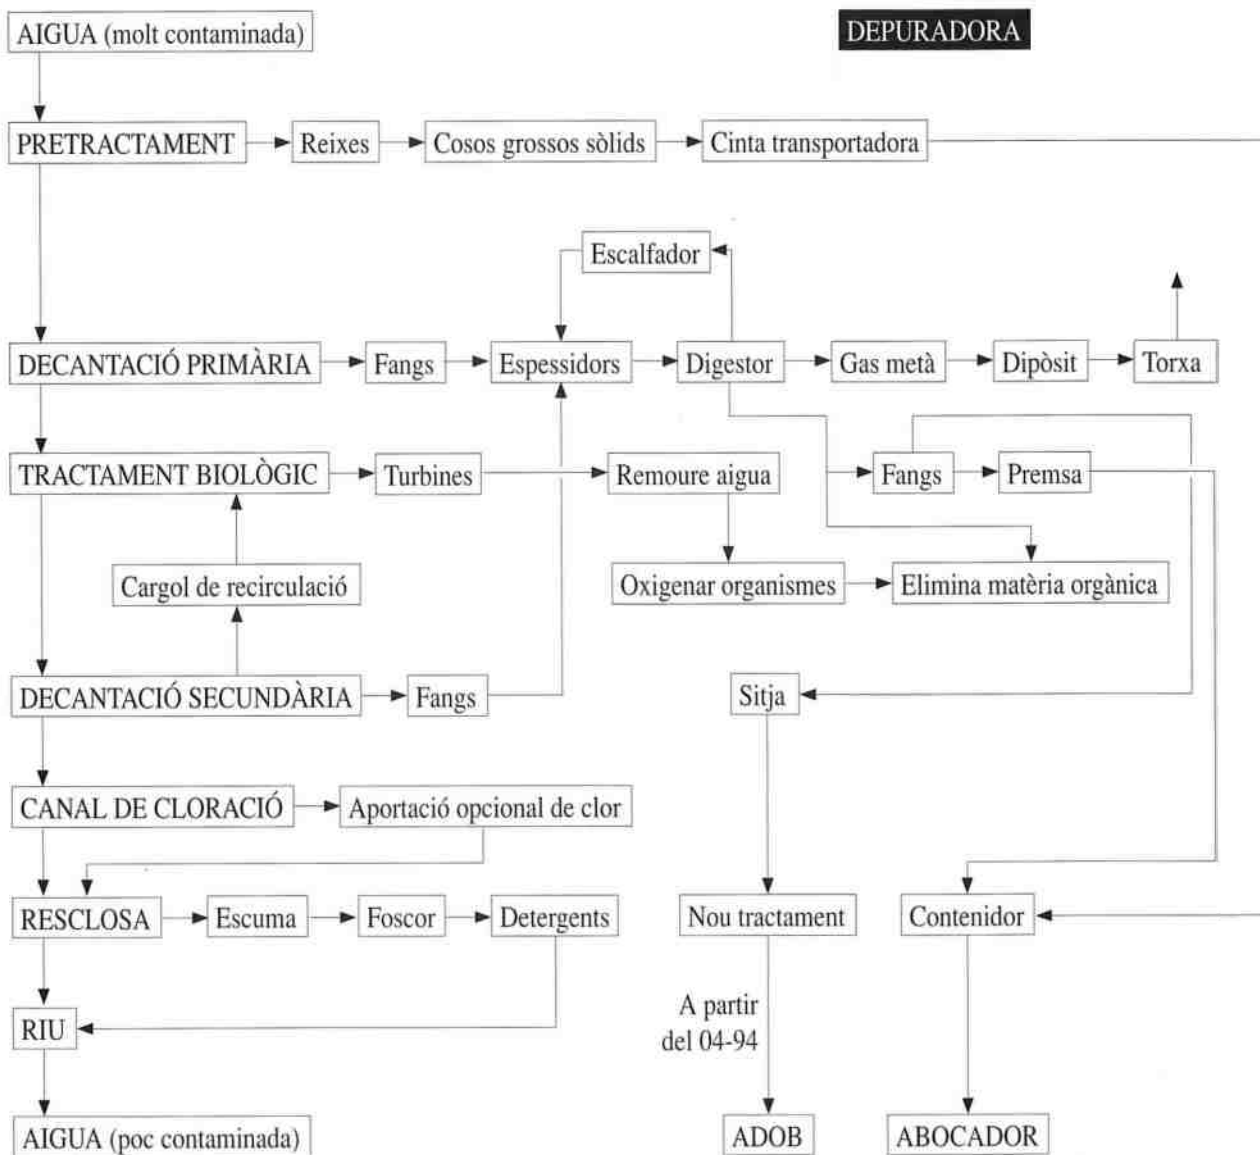 AIGUA (molt contaminada)
DEPURADORA
PRETRACTAMENT
Reixes
Cosos grossos sòlids
Cinta transportadora
Escalfador
DECANTACIÓ PRIMÀRIA
Fangs
Espessidors
Digestor
Gas metà
Dipòsit
Torxa
TRACTAMENT BIOLÒGIC
Turbines
Remoure aigua
Fangs
Premsa
Cargol de recirculació
Oxigenar organismes
Elimina matèria orgànica
DECANTACIÓ SECUNDÀRIA
Fangs
Sitja
CANAL DE CLORACIÓ
Aportació opcional de clor
RESCLOSA
Escuma
Foscor
Detergents
Nou tractament
Contenidor
A partir
del 04-94
RIU
AIGUA (poc contaminada)
ADOB
ABOCADOR